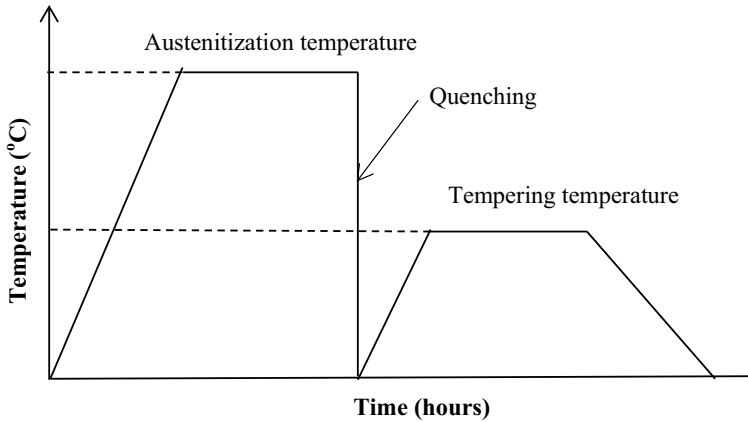 Austenitization temperature
Quenching
Tempering temperature
Temperature (°C)
Time (hours)